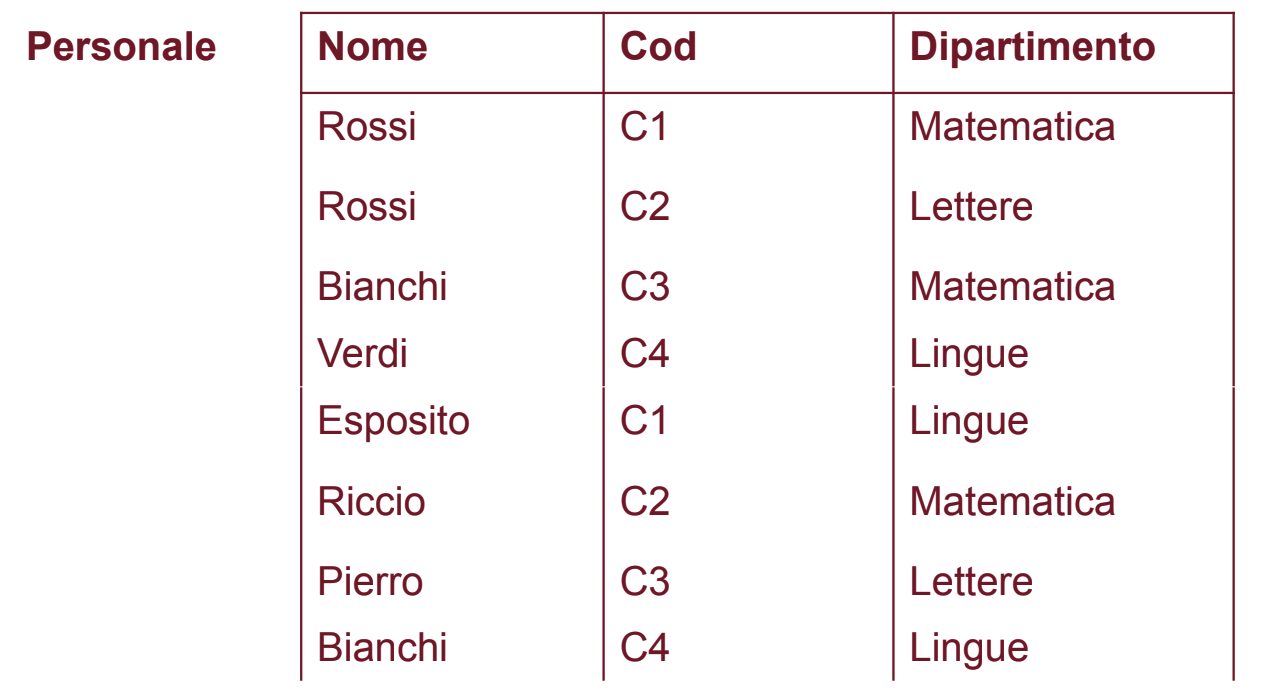 Personale Nome Cod Dipartimento
Rossi C1 Matematica
Rossi C2 Lettere
Bianchi C3 Matematica
Verdi C4 Lingue
Esposito C1 Lingue
Riccio C2 Matematica
Pierro C3 Lettere
Bianchi C4 Lingue